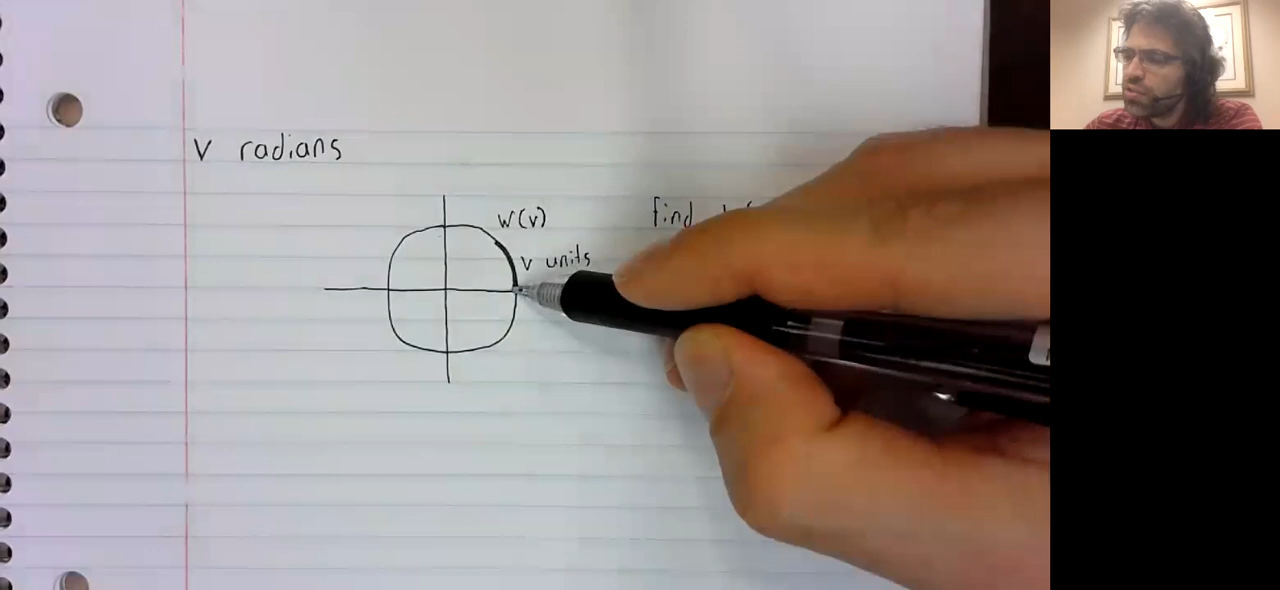 v radians
w(v)
find
v units